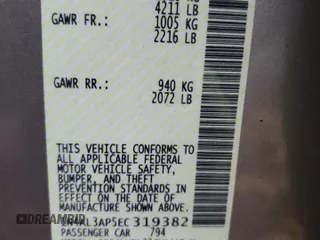 4211 LB
GAWR FR.: 1005 KG
2216 LB
GAWR RR.: 940 KG
2072 LB
THIS VEHICLE CONFORMS TO
ALL APPLICABLE FEDERAL
MOTOR VEHICLE SAFETY,
BUMPER, AND THEFT
PREVENTION STANDARDS IN
EFFECT ON THE DATE OF
MANUFACTURE SHOWN ABOVE.
1N4AL3AP5EC319382
PASSENGER CAR 794